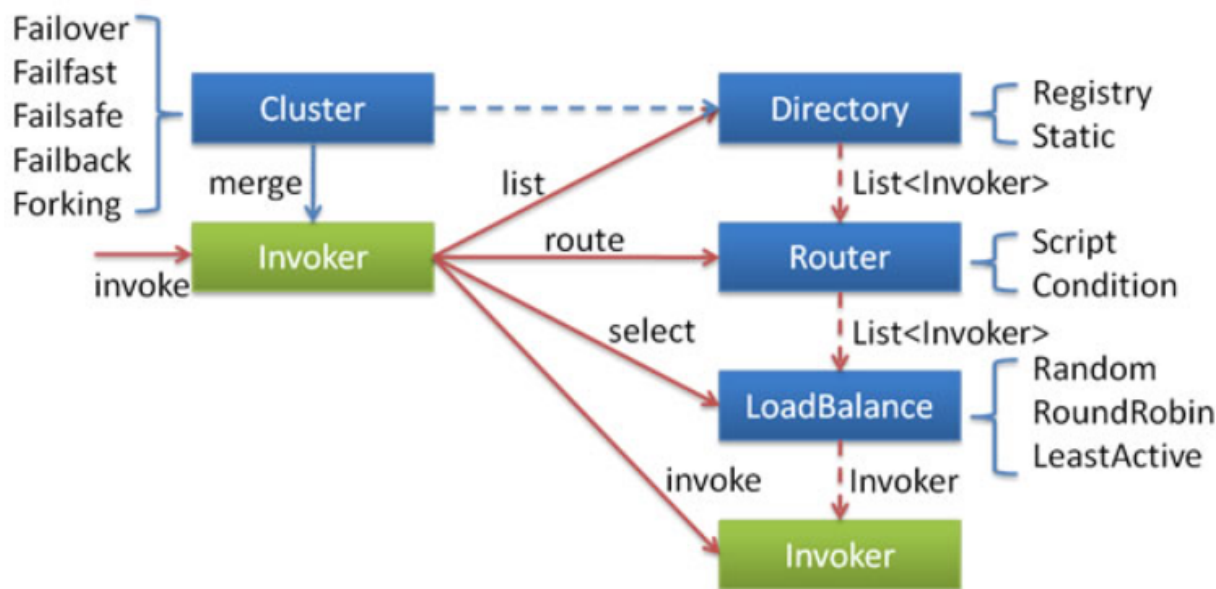 Failover
Failfast
Failsafe
Failback
Forking
Cluster
merge
invoke
Invoker
list
route
select
invoke
Directory
Registry
Static
List<Invoker>
Router
Script
Condition
List<Invoker>
LoadBalance
Random
RoundRobin
LeastActive
Invoker
Invoker